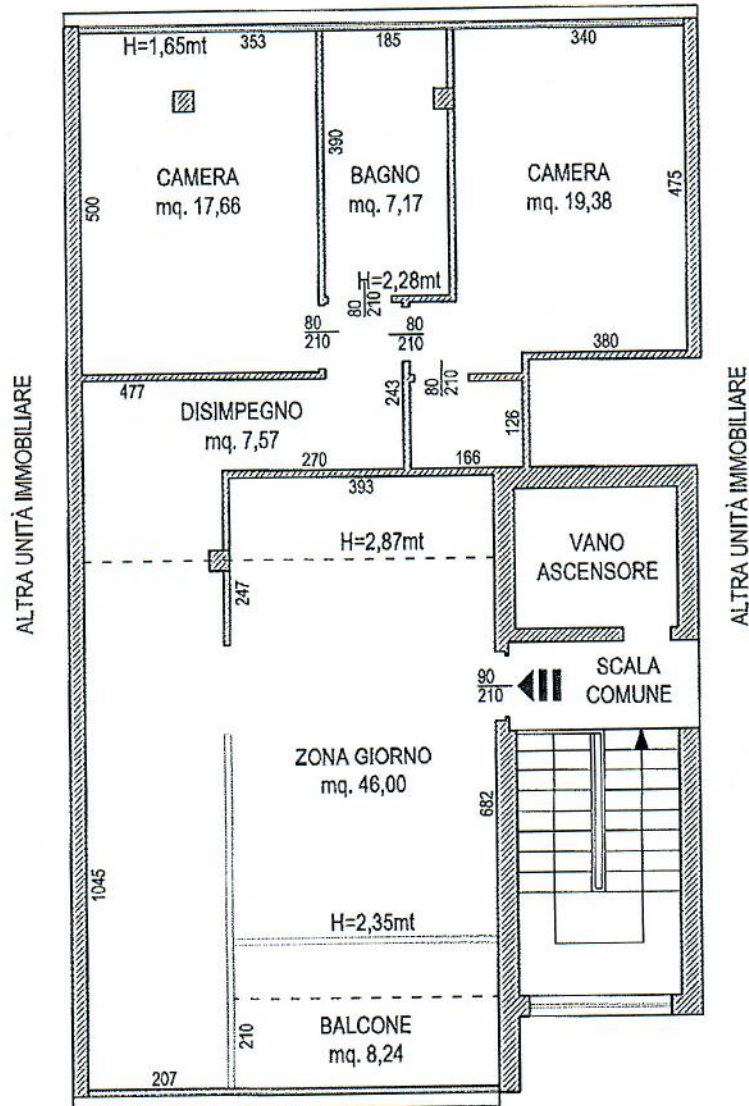 H=1,65mt
353
185
340
390
CAMERA
mq. 17,66
BAGNO
mq. 7,17
CAMERA
mq. 19,38
500
475
H=2,28mt
80
210
80
210
80
210
80
210
380
477
243
126
DISIMPEGNO
mq. 7,57
270
166
393
ALTRA UNITÀ IMMOBILIARE
ALTRA UNITÀ IMMOBILIARE
H=2,87mt
VANO
ASCENSORE
247
SCALA
COMUNE
90
210
ZONA GIORNO
mq. 46,00
682
1045
H=2,35mt
BALCONE
mq. 8,24
210
207